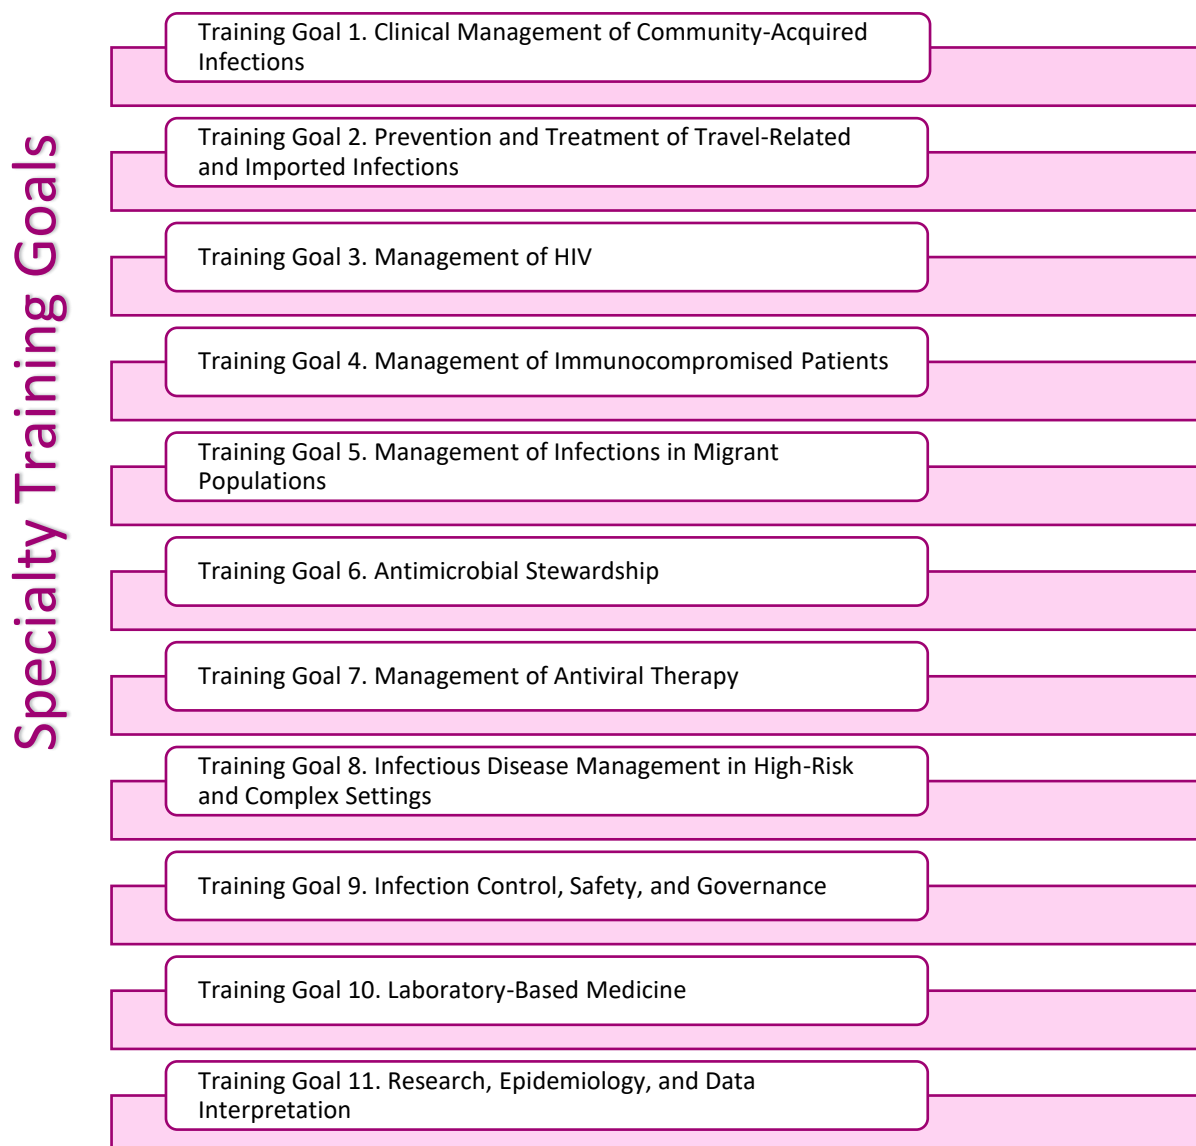 Specialty Training Goals
Training Goal 1. Clinical Management of Community-Acquired
Infections
Training Goal 2. Prevention and Treatment of Travel-Related
and Imported Infections
Training Goal 3. Management of HIV
Training Goal 4. Management of Immunocompromised Patients
Training Goal 5. Management of Infections in Migrant
Populations
Training Goal 6. Antimicrobial Stewardship
Training Goal 7. Management of Antiviral Therapy
Training Goal 8. Infectious Disease Management in High-Risk
and Complex Settings
Training Goal 9. Infection Control, Safety, and Governance
Training Goal 10. Laboratory-Based Medicine
Training Goal 11. Research, Epidemiology, and Data
Interpretation